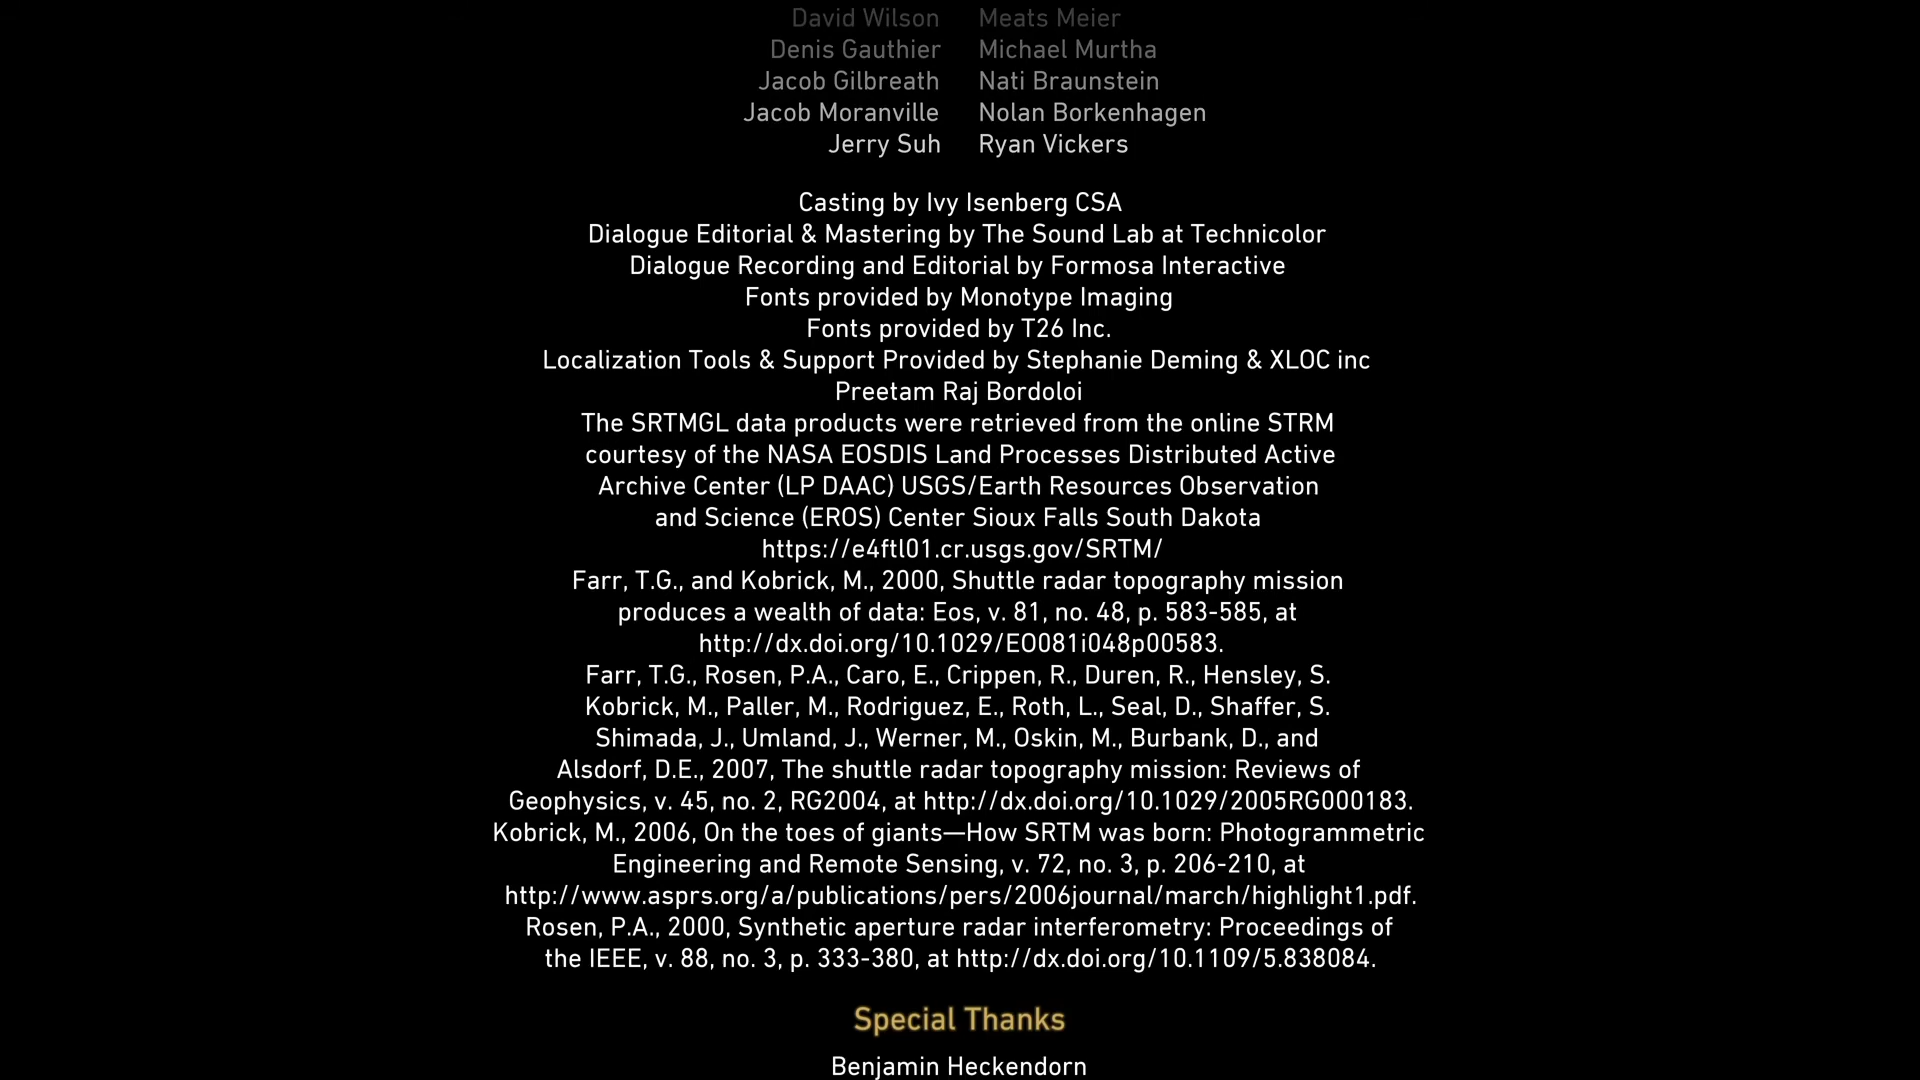 David Wilson Meats Meier
Denis Gauthier Michael Murtha
Jacob Gilbreath Nati Braunstein
Jacob Moranville Nolan Borkenhagen
Jerry Suh Ryan Vickers
Casting by Ivy Isenberg CSA
Dialogue Editorial & Mastering by The Sound Lab at Technicolor
Dialogue Recording and Editorial by Formosa Interactive
Fonts provided by Monotype Imaging
Fonts provided by T26 Inc.
Localization Tools & Support Provided by Stephanie Deming & XLOC inc
Preetam Raj Bordoloi
The SRTMGL data products were retrieved from the online STRM
courtesy of the NASA EOSDIS Land Processes Distributed Active
Archive Center (LP DAAC) USGS/Earth Resources Observation
and Science (EROS) Center Sioux Falls South Dakota
https://e4ftl01.cr.usgs.gov/SRTM/
Farr, T.G., and Kobrick, M., 2000, Shuttle radar topography mission
produces a wealth of data: Eos, v. 81, no. 48, p. 583-585, at
http://dx.doi.org/10.1029/EO081i048p00583.
Farr, T.G., Rosen, P.A., Caro, E., Crippen, R., Duren, R., Hensley, S.
Kobrick, M., Paller, M., Rodriguez, E., Roth, L., Seal, D., Shaffer, S.
Shimada, J., Umland, J., Werner, M., Oskin, M., Burbank, D., and
Alsdorf, D.E., 2007, The shuttle radar topography mission: Reviews of
Geophysics, v. 45, no. 2, RG2004, at http://dx.doi.org/10.1029/2005RG000183.
Kobrick, M., 2006, On the toes of giants—How SRTM was born: Photogrammetric
Engineering and Remote Sensing, v. 72, no. 3, p. 206-210, at
http://www.asprs.org/a/publications/pers/2006journal/march/highlight1.pdf.
Rosen, P.A., 2000, Synthetic aperture radar interferometry: Proceedings of
the IEEE, v. 88, no. 3, p. 333-380, at http://dx.doi.org/10.1109/5.838084.
Special Thanks
Benjamin Heckendorn